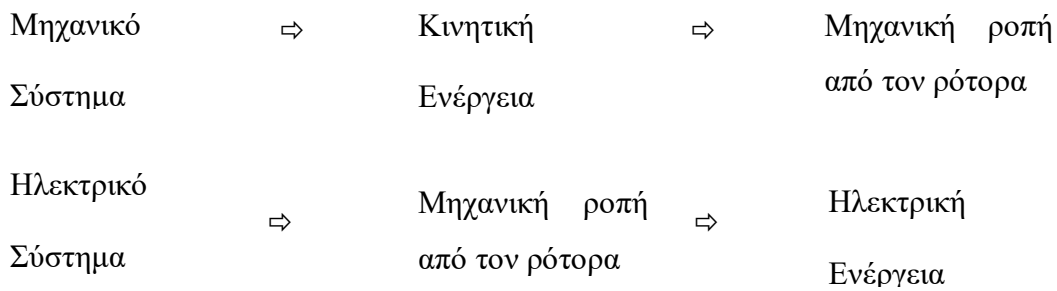 Μηχανικό ⇨ Κινητική ⇨ Μηχανική ροπή
Σύστημα Ενέργεια από τον ρότορα
Ηλεκτρικό ⇨ Μηχανική ροπή ⇨ Ηλεκτρική
Σύστημα από τον ρότορα Ενέργεια